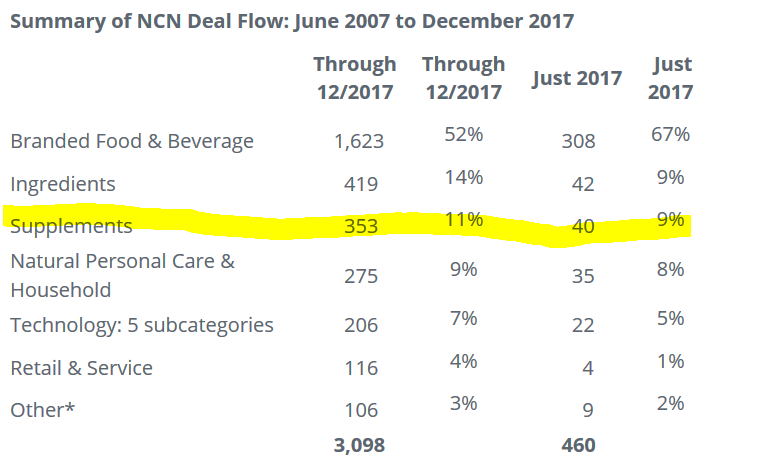 Summary of NCN Deal Flow: June 2007 to December 2017
Through 12/2017 Through 12/2017 Just 2017 Just 2017
Branded Food & Beverage 1,623 52% 308 67%
Ingredients 419 14% 42 9%
Supplements 353 11% 40 9%
Natural Personal Care & Household 275 9% 35 8%
Technology: 5 subcategories 206 7% 22 5%
Retail & Service 116 4% 4 1%
Other* 106 3% 9 2%
3,098 460